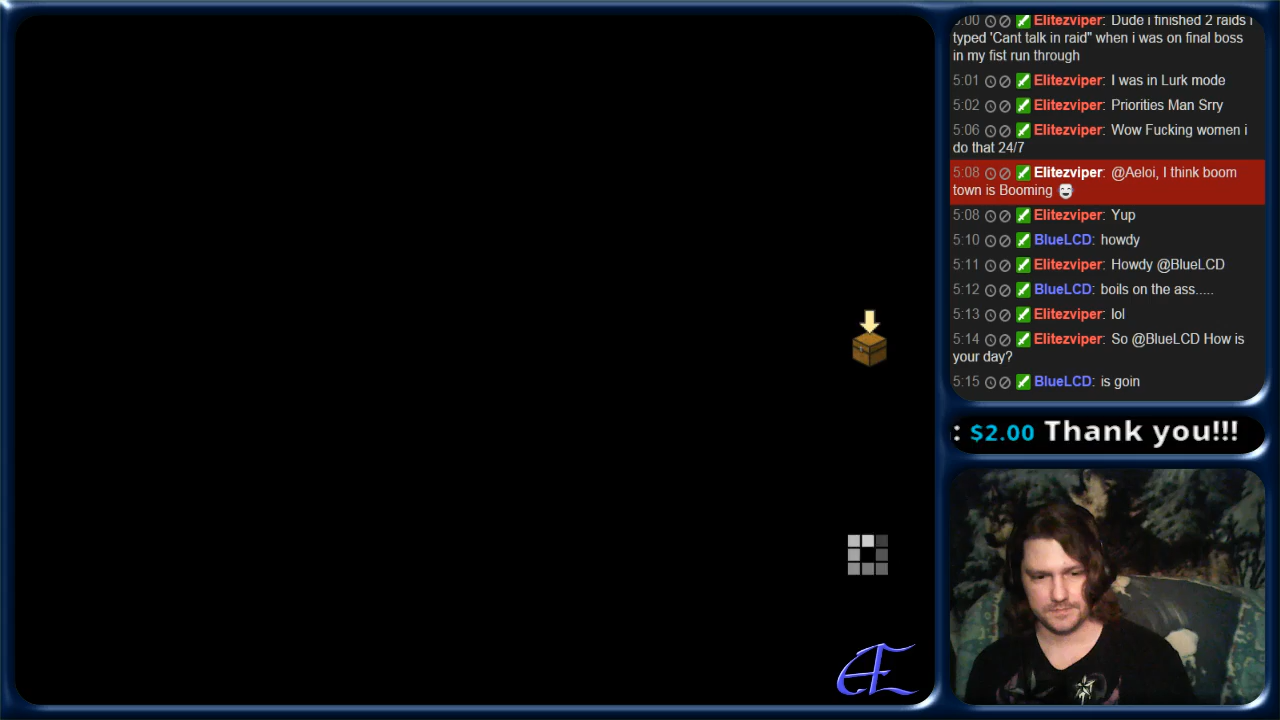 5:00 Elitezviper: Dude i finished 2 raids i
typed 'Cant talk in raid" when i was on final boss
in my fist run through
5:01 Elitezviper: I was in Lurk mode
5:02 Elitezviper: Priorities Man Srry
5:06 Elitezviper: Wow Fucking women i
do that 24/7
5:08 Elitezviper: @Aeloi, I think boom
town is Booming
5:08 Elitezviper: Yup
5:10 BlueLCD: howdy
5:11 Elitezviper: Howdy @BlueLCD
5:12 BlueLCD: boils on the ass.....
5:13 Elitezviper: lol
5:14 Elitezviper: So @BlueLCD How is
your day?
5:15 BlueLCD: is goin
: $2.00 Thank you!!!
Æ